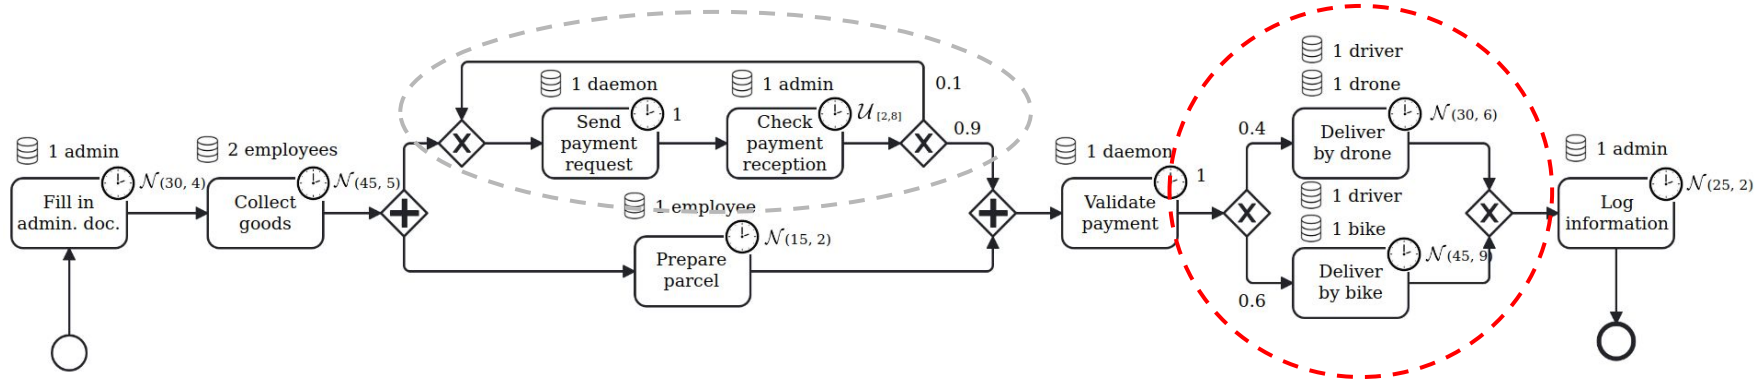 1 admin
Fill in
admin. doc.
𝒩(30, 4)
2 employees
Collect
goods
𝒩(45, 5)
X
1 daemon
Send
payment
request
1
1 admin
Check
payment
reception
𝒰[2,8]
X
0.1
0.9
1 employee
Prepare
parcel
𝒩(15, 2)
1 daemon
Validate
payment
1
X
0.4
0.6
1 driver
1 drone
Deliver
by drone
𝒩(30, 6)
1 driver
1 bike
Deliver
by bike
𝒩(45, 9)
X
1 admin
Log
information
𝒩(25, 2)